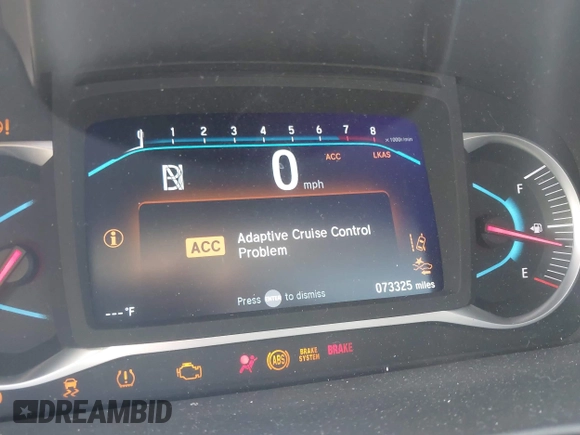 0 1 2 3 4 5 6 7 8 x1000r/min
0 mph
ACC LKAS
N
F
ACC Adaptive Cruise Control
Problem
E
Press ENTER to dismiss
073325 miles
---°F
ABS
BRAKE
SYSTEM
BRAKE
DREAMBID